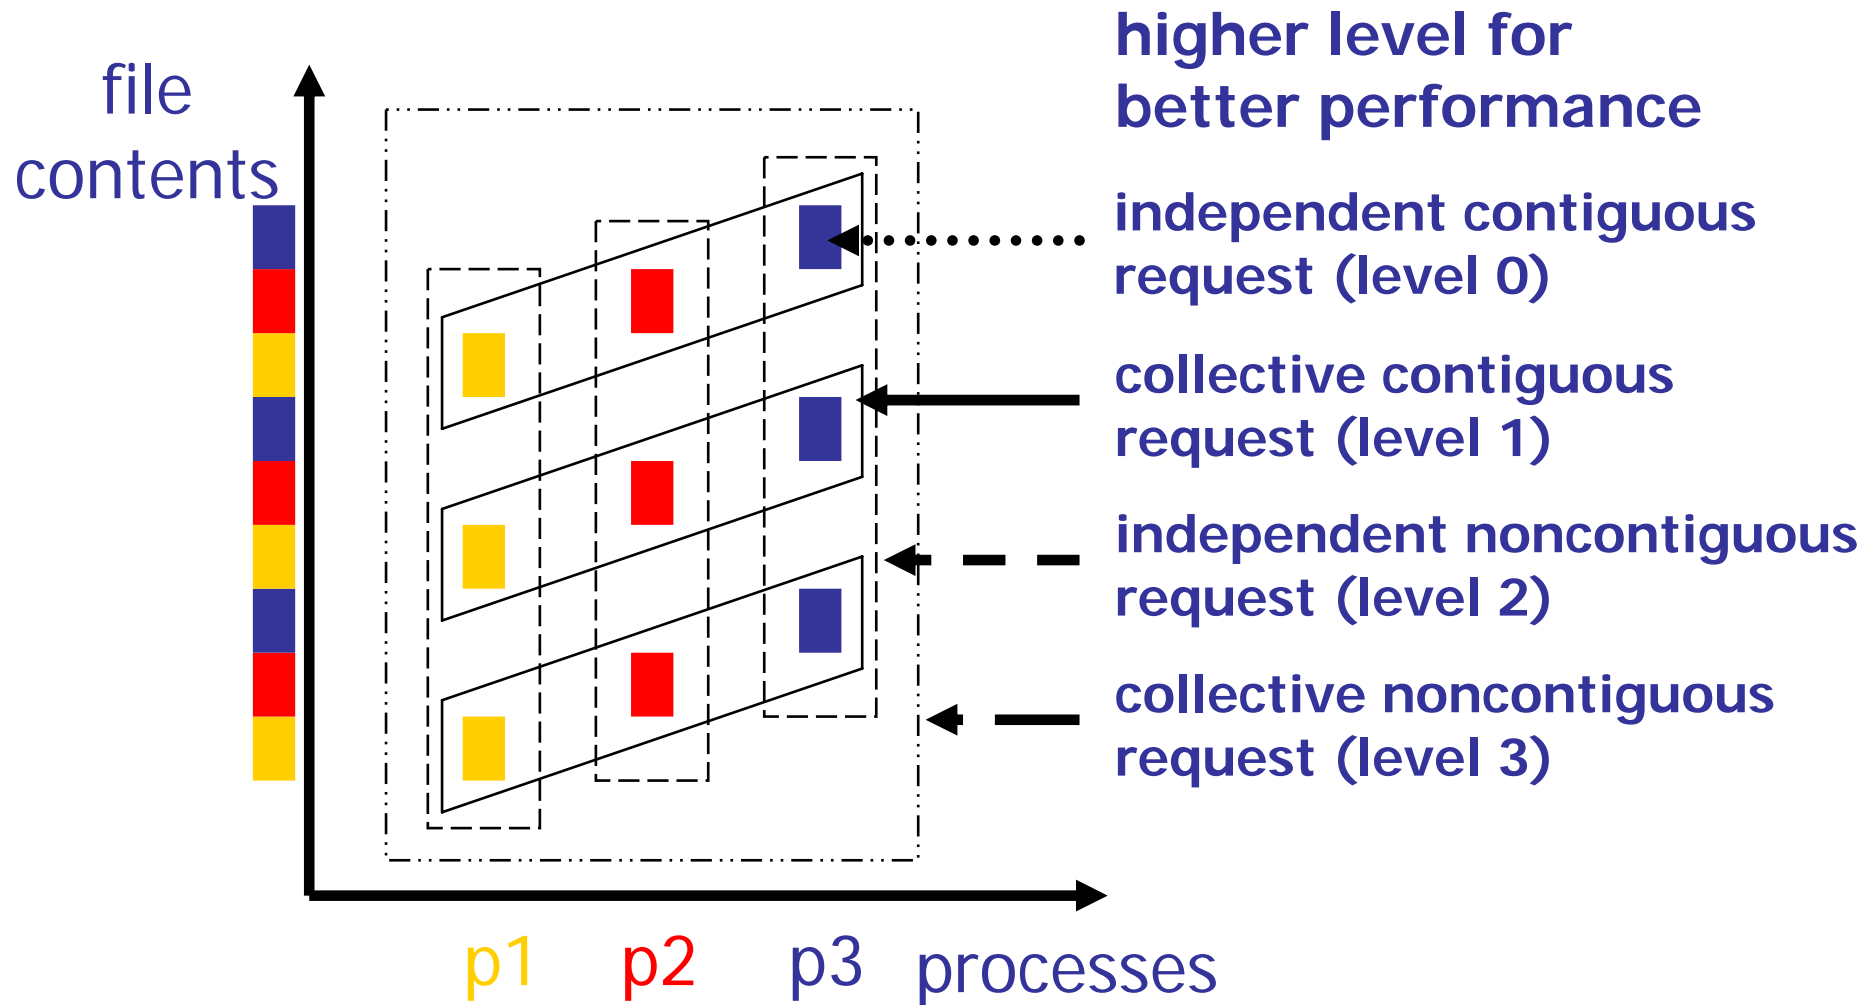 file
contents
higher level for
better performance
independent contiguous
request (level 0)
collective contiguous
request (level 1)
independent noncontiguous
request (level 2)
collective noncontiguous
request (level 3)
p1 p2 p3 processes